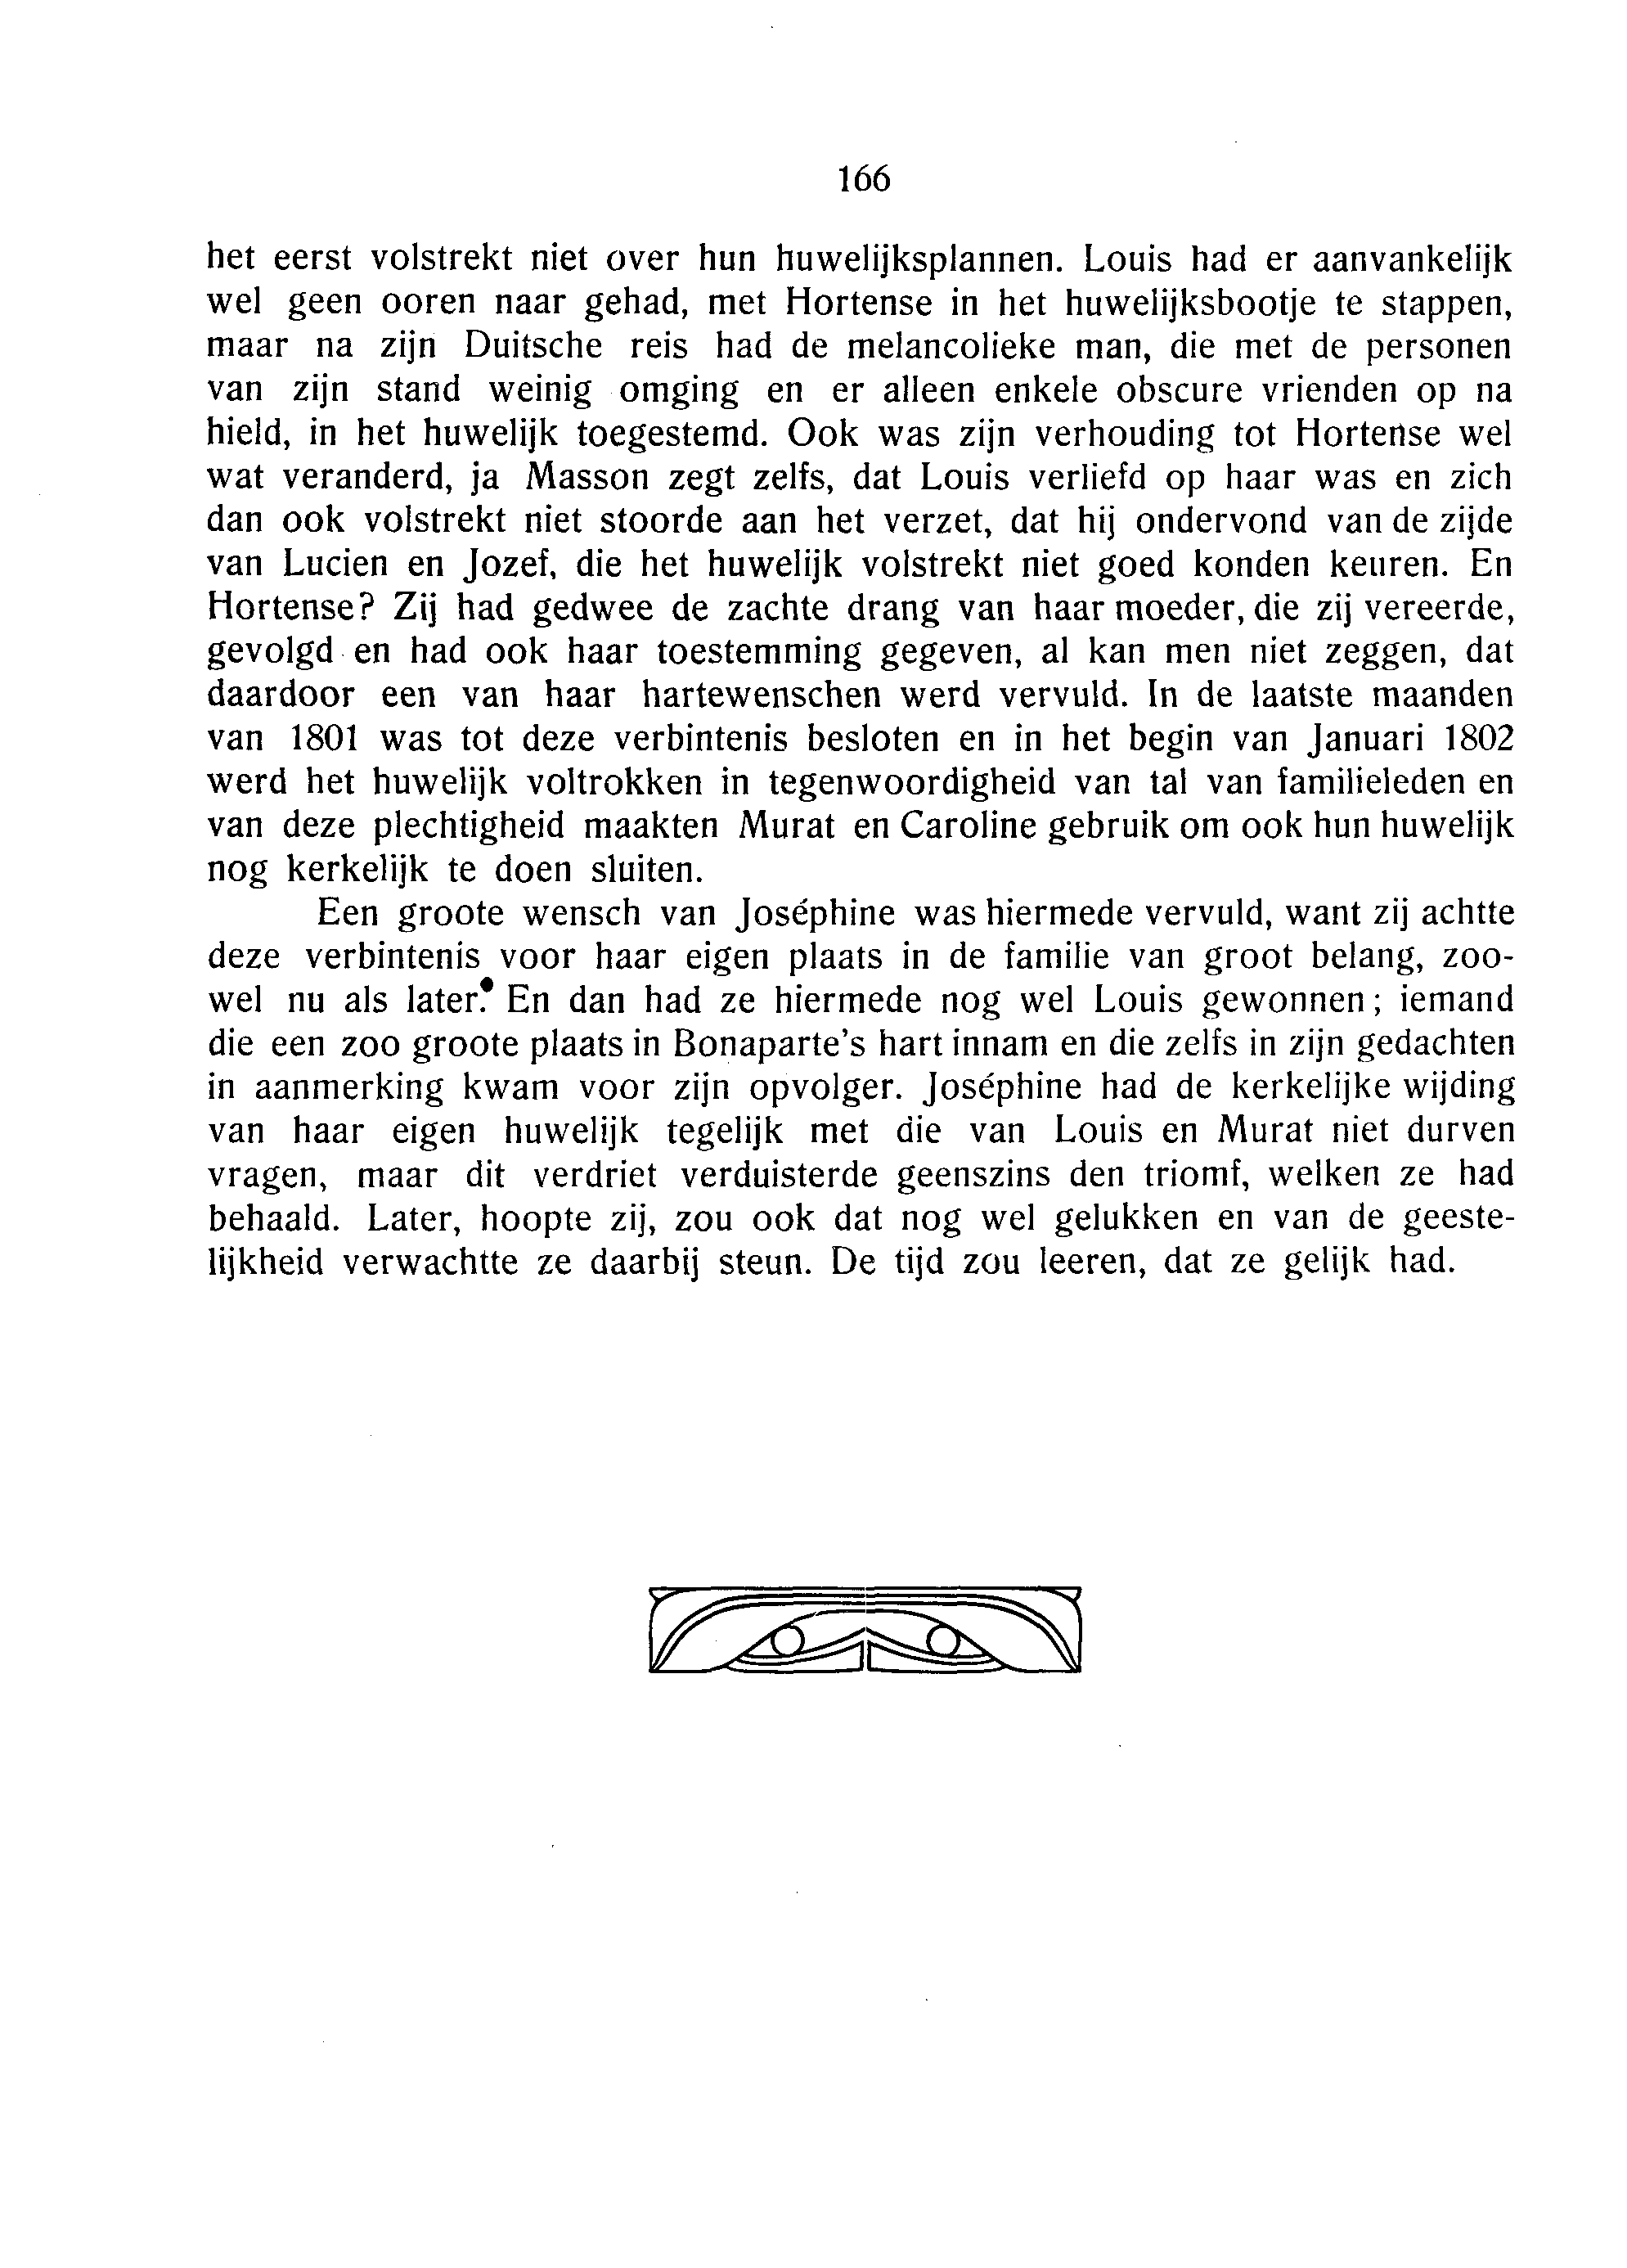 166
het eerst volstrekt niet over hun huwelijksplannen. Louis had er aanvankelijk
wel geen ooren naar gehad, met Hortense in het huwelijksbootje te stappen,
maar na zijn Duitsche reis had de melancolieke man, die met de personen
van zijn stand weinig omging en er alleen enkele obscure vrienden op na
hield, in het huwelijk toegestemd. Ook was zijn verhouding tot Hortense wel
wat veranderd, ja Masson zegt zelfs, dat Louis verliefd op haar was en zich
dan ook volstrekt niet stoorde aan het verzet, dat hij ondervond van de zijde
van Lucien en Jozef, die het huwelijk volstrekt niet goed konden keuren. En
Hortense? Zij had gedwee de zachte drang van haar moeder, die zij vereerde,
gevolgd en had ook haar toestemming gegeven, al kan men niet zeggen, dat
daardoor een van haar hartewenschen werd vervuld. In de laatste maanden
van 1801 was tot deze verbintenis besloten en in het begin van Januari 1802
werd het huwelijk voltrokken in tegenwoordigheid van tal van familieleden en
van deze plechtigheid maakten Murat en Caroline gebruik om ook hun huwelijk
nog kerkelijk te doen sluiten.
Een groote wensch van Joséphine was hiermede vervuld, want zij achtte
deze verbintenis voor haar eigen plaats in de familie van groot belang, zoo-
wel nu als later. En dan had ze hiermede nog wel Louis gewonnen; iemand
die een zoo groote plaats in Bonaparte's hart innam en die zelfs in zijn gedachten
in aanmerking kwam voor zijn opvolger. Joséphine had de kerkelijke wijding
van haar eigen huwelijk tegelijk met die van Louis en Murat niet durven
vragen, maar dit verdriet verduisterde geenszins den triomf, welken ze had
behaald. Later, hoopte zij, zou ook dat nog wel gelukken en van de geeste-
lijkheid verwachtte ze daarbij steun. De tijd zou leeren, dat ze gelijk had.